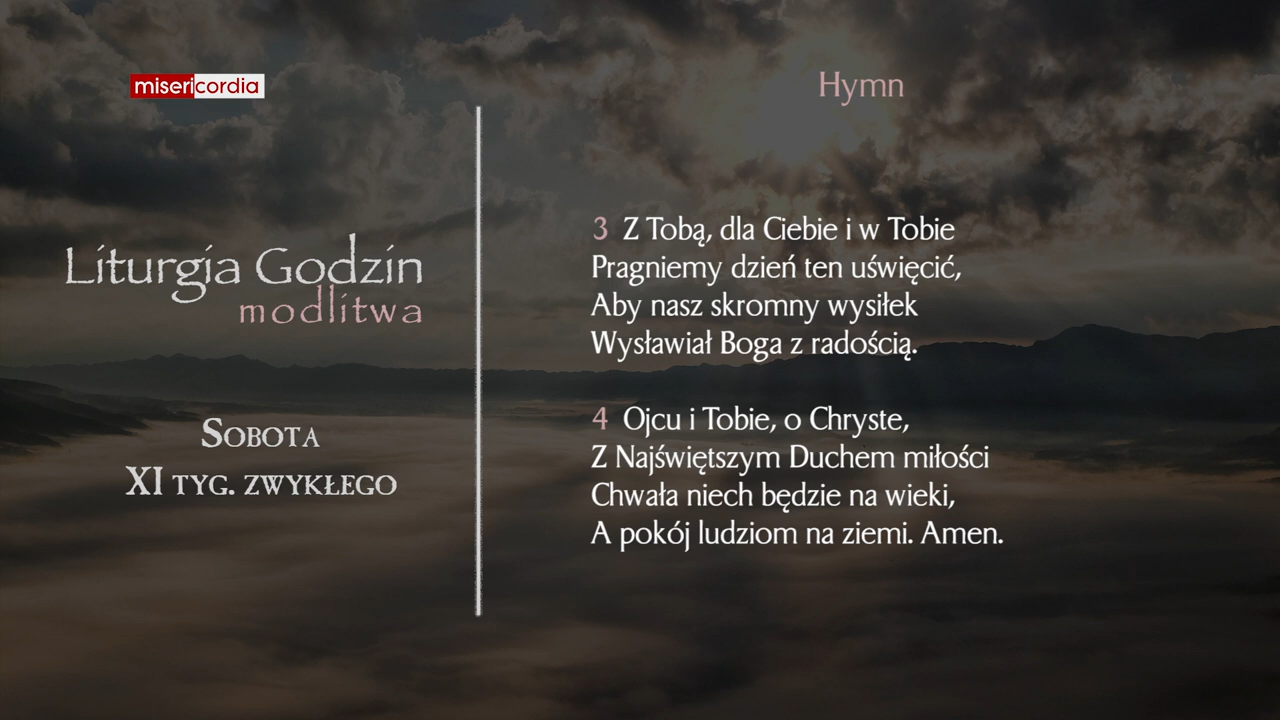 misericordia
Liturgia Godzin
modlitwa
Sobota
XI tyg. zwykłego
Hymn
3 Z Tobą, dla Ciebie i w Tobie
Pragniemy dzień ten uświęcić,
Aby nasz skromny wysiłek
Wysławiał Boga z radością.
4 Ojcu i Tobie, o Chryste,
Z Najświętszym Duchem miłości
Chwała niech będzie na wieki,
A pokój ludziom na ziemi. Amen.